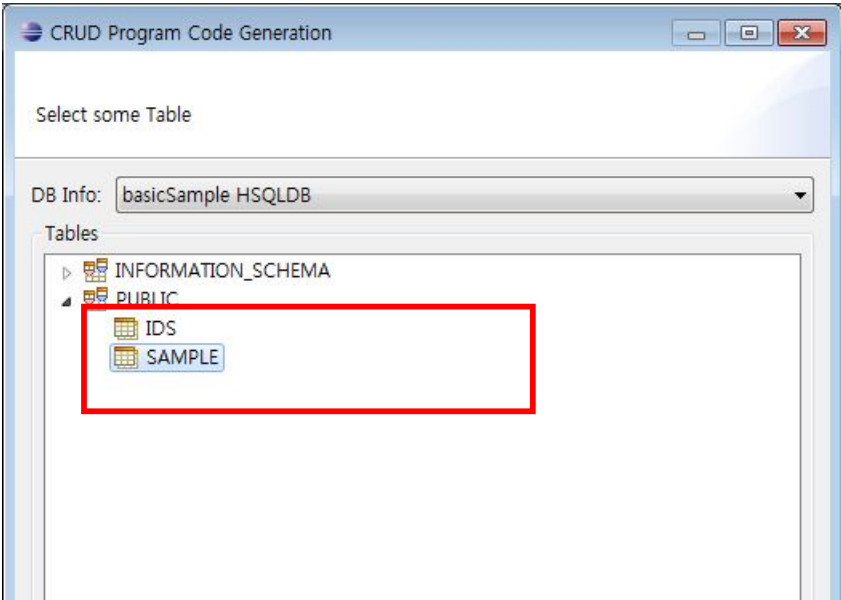 CRUD Program Code Generation
Select some Table
DB Info: basicSample HSQLDB
Tables
INFORMATION_SCHEMA
PUBLIC
IDS
SAMPLE